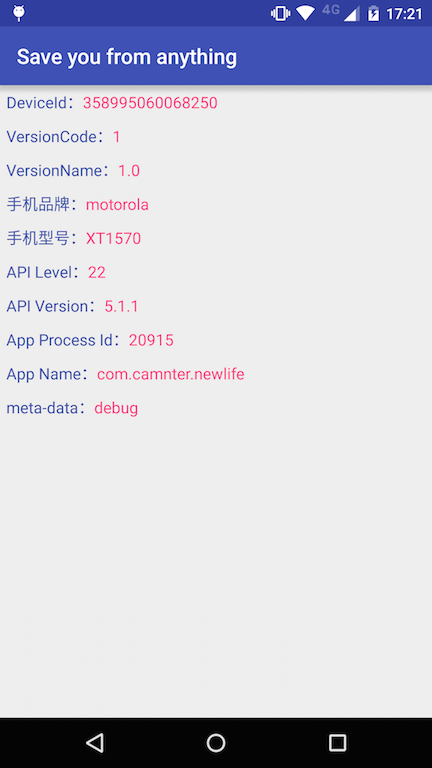 4G 17:21
Save you from anything
DeviceId：358995060068250
VersionCode：1
VersionName：1.0
手机品牌：motorola
手机型号：XT1570
API Level：22
API Version：5.1.1
App Process Id：20915
App Name：com.camnter.newlife
meta-data：debug